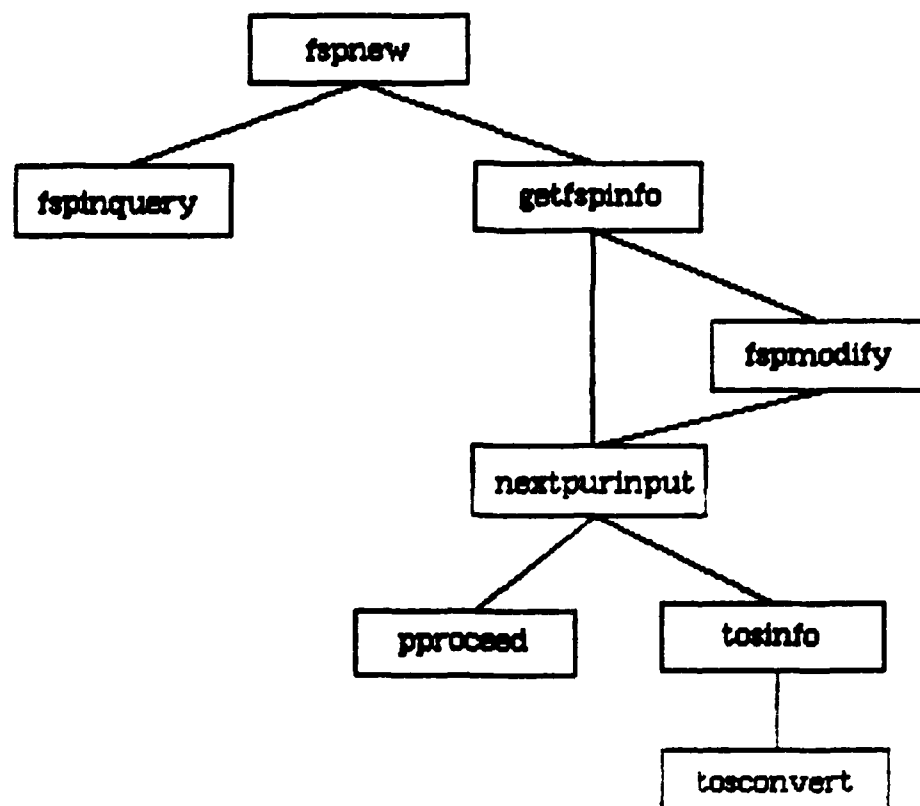 fspnew
fspinquery
getfspinfo
fspmodify
nextpurinput
pproceed
tosinfo
tosconvert